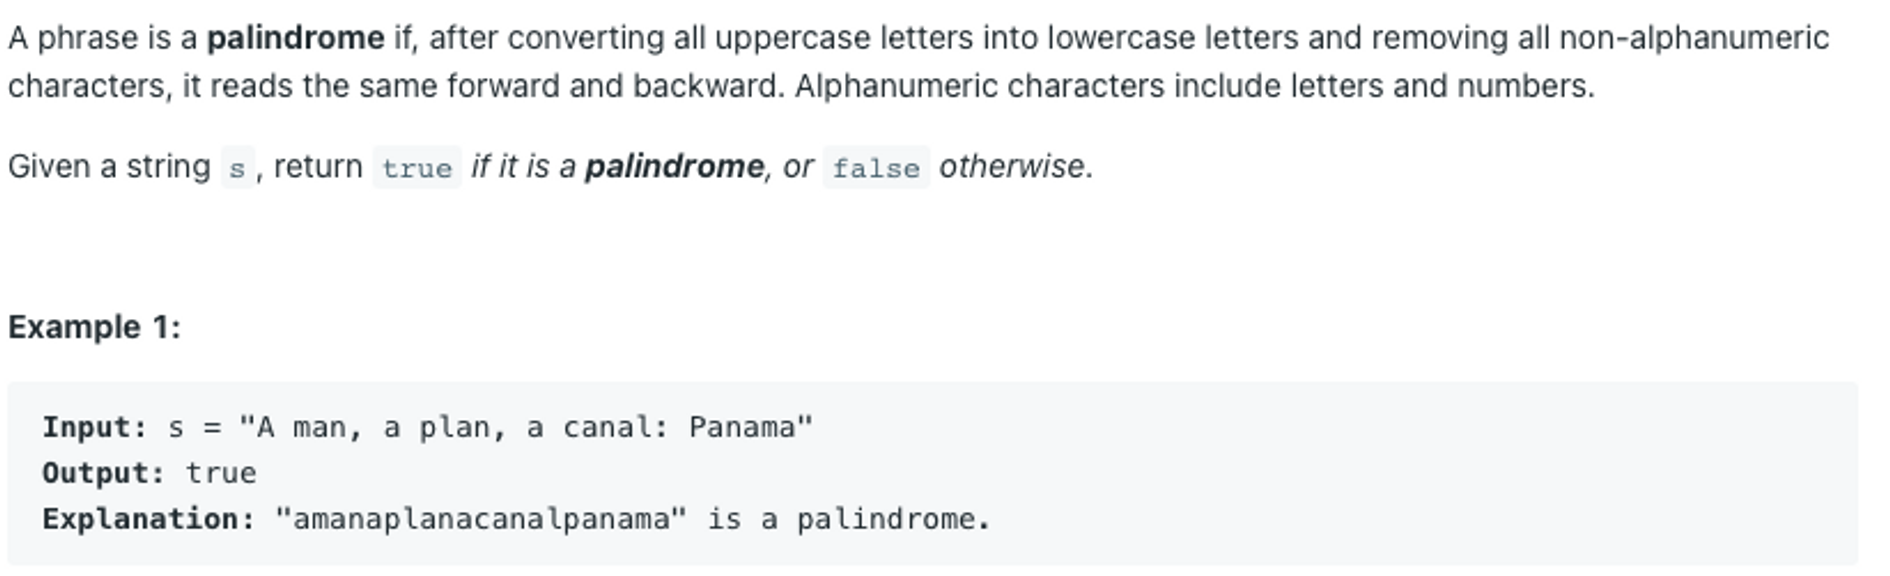 A phrase is a palindrome if, after converting all uppercase letters into lowercase letters and removing all non-alphanumeric
characters, it reads the same forward and backward. Alphanumeric characters include letters and numbers.
Given a string s, return true if it is a palindrome, or false otherwise.
Example 1:
Input: s = "A man, a plan, a canal: Panama"
Output: true
Explanation: "amanaplanacanalpanama" is a palindrome.